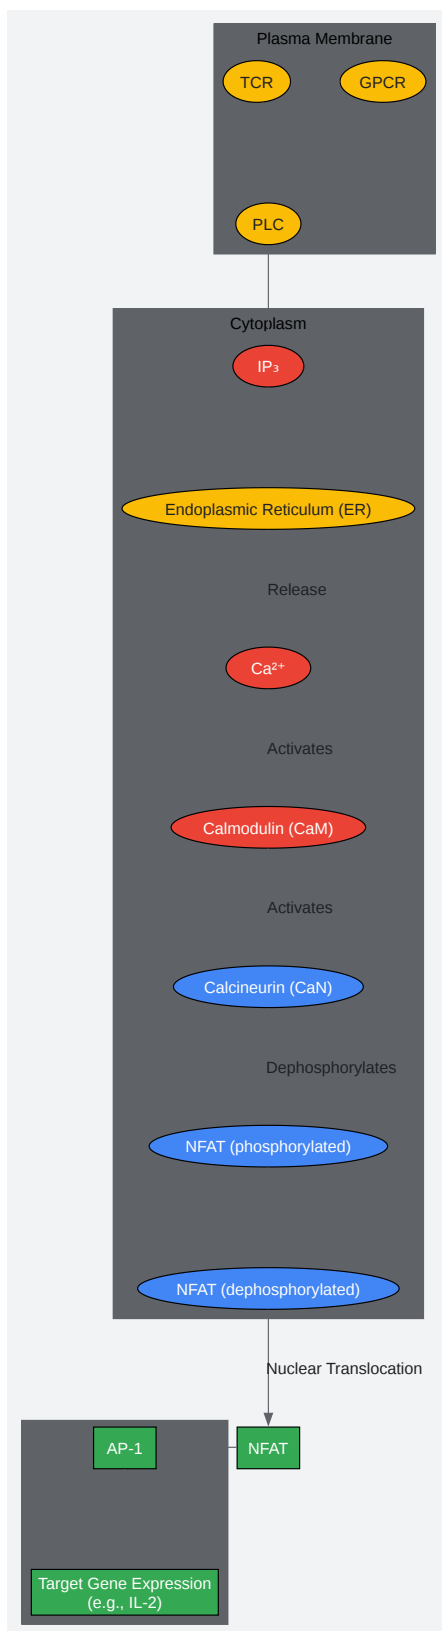 Plasma Membrane
TCR
GPCR
PLC
Cytoplasm
IP₃
Endoplasmic Reticulum (ER)
Release
Ca²⁺
Activates
Calmodulin (CaM)
Activates
Calcineurin (CaN)
Dephosphorylates
NFAT (phosphorylated)
NFAT (dephosphorylated)
Nuclear Translocation
AP-1
NFAT
Target Gene Expression
(e.g., IL-2)